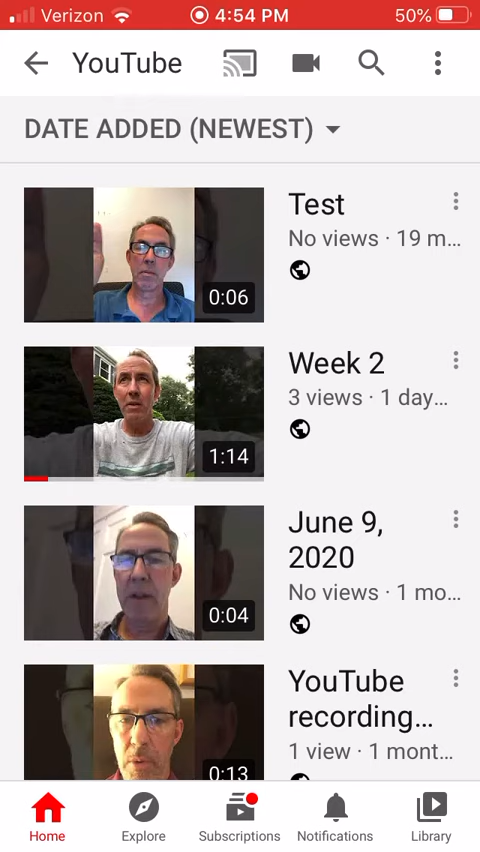 Verizon 4:54 PM 50%
YouTube
DATE ADDED (NEWEST)
Test
No views · 19 m...
0:06
Week 2
3 views · 1 day...
1:14
June 9,
2020
No views · 1 mo...
0:04
YouTube
recording...
1 view · 1 mont...
0:13
Home Explore Subscriptions Notifications Library